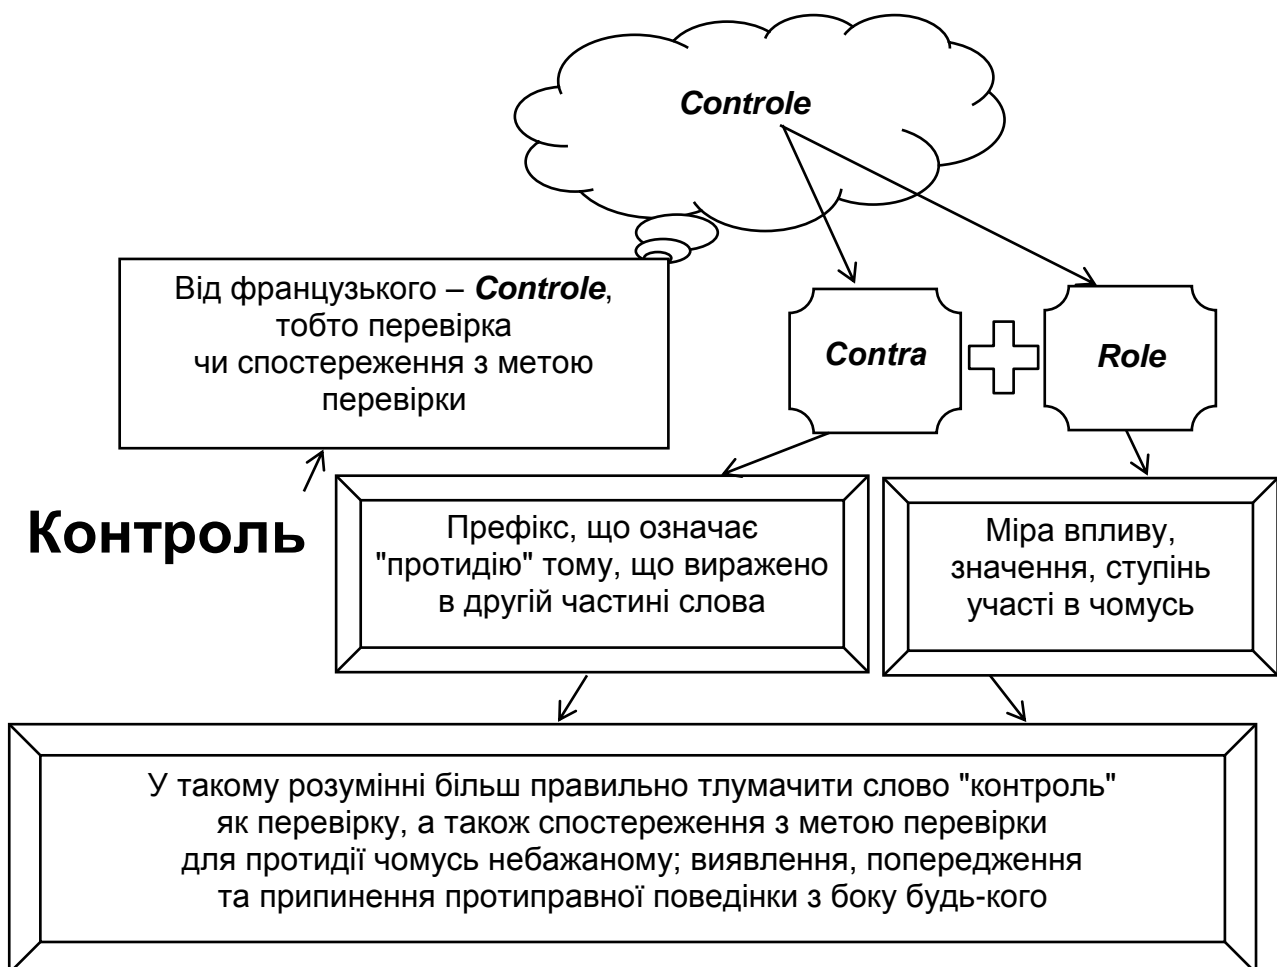 Controle
Від французького – Controle,
тобто перевірка
чи спостереження з метою
перевірки
Contra
Role
Контроль
Префікс, що означає
"протидію" тому, що виражено
в другій частині слова
Міра впливу,
значення, ступінь
участі в чомусь
У такому розумінні більш правильно тлумачити слово "контроль"
як перевірку, а також спостереження з метою перевірки
для протидії чомусь небажаному; виявлення, попередження
та припинення протиправної поведінки з боку будь-кого